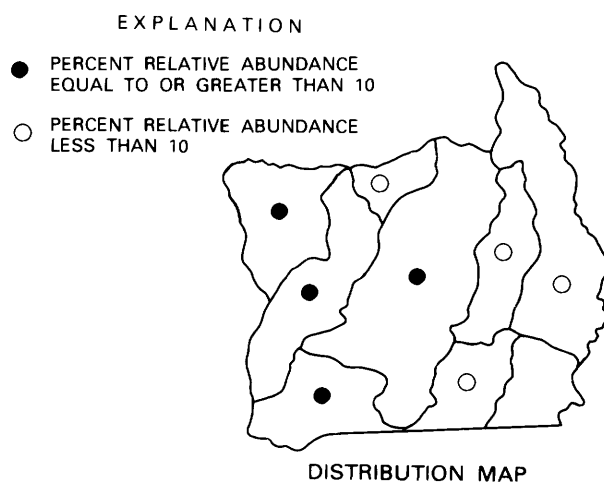 EXPLANATION
PERCENT RELATIVE ABUNDANCE
EQUAL TO OR GREATER THAN 10
PERCENT RELATIVE ABUNDANCE
LESS THAN 10
DISTRIBUTION MAP